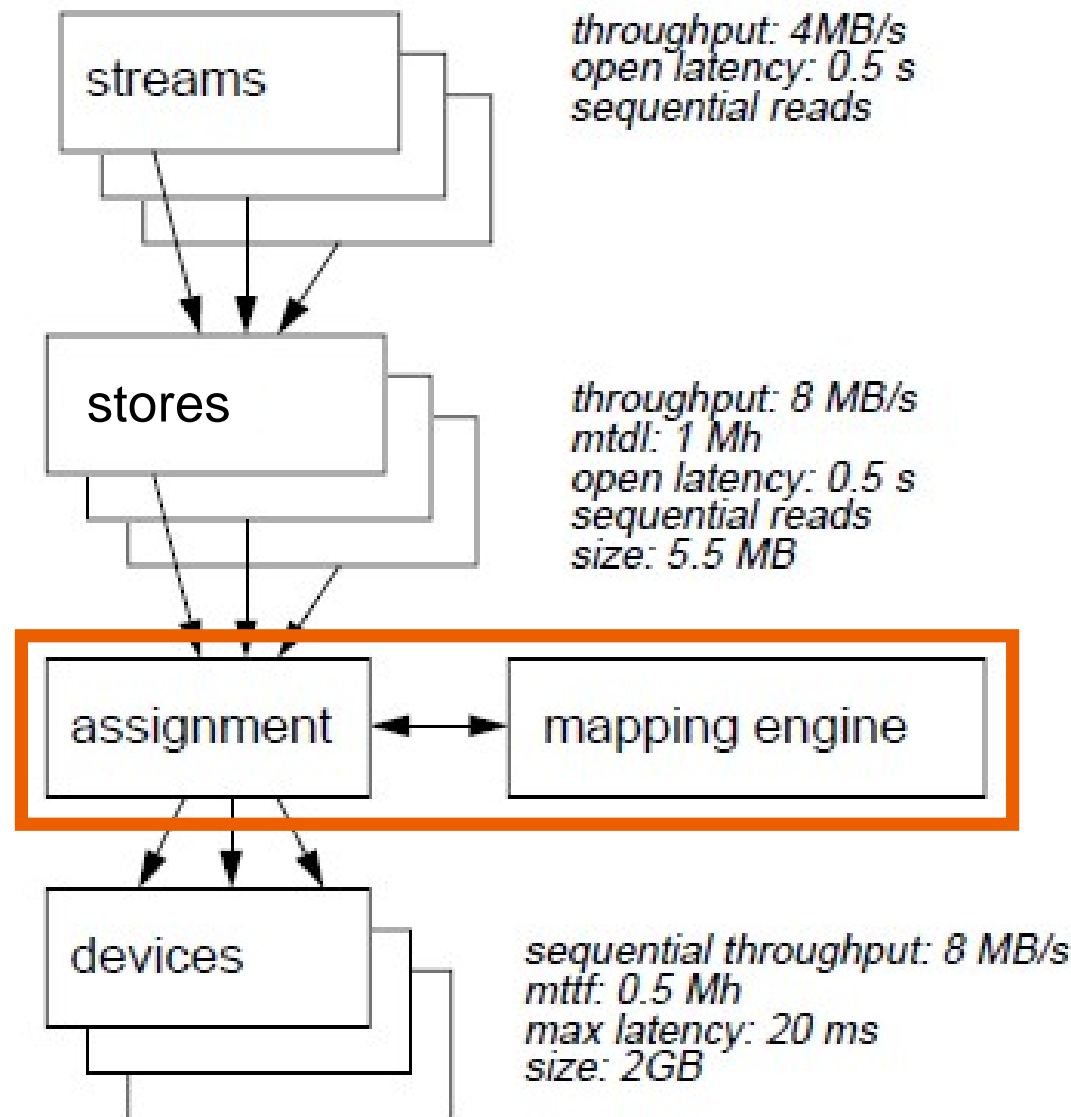 streams
throughput: 4MB/s
open latency: 0.5 s
sequential reads
stores
throughput: 8 MB/s
mtdl: 1 Mh
open latency: 0.5 s
sequential reads
size: 5.5 MB
assignment
mapping engine
devices
sequential throughput: 8 MB/s
mttf: 0.5 Mh
max latency: 20 ms
size: 2GB